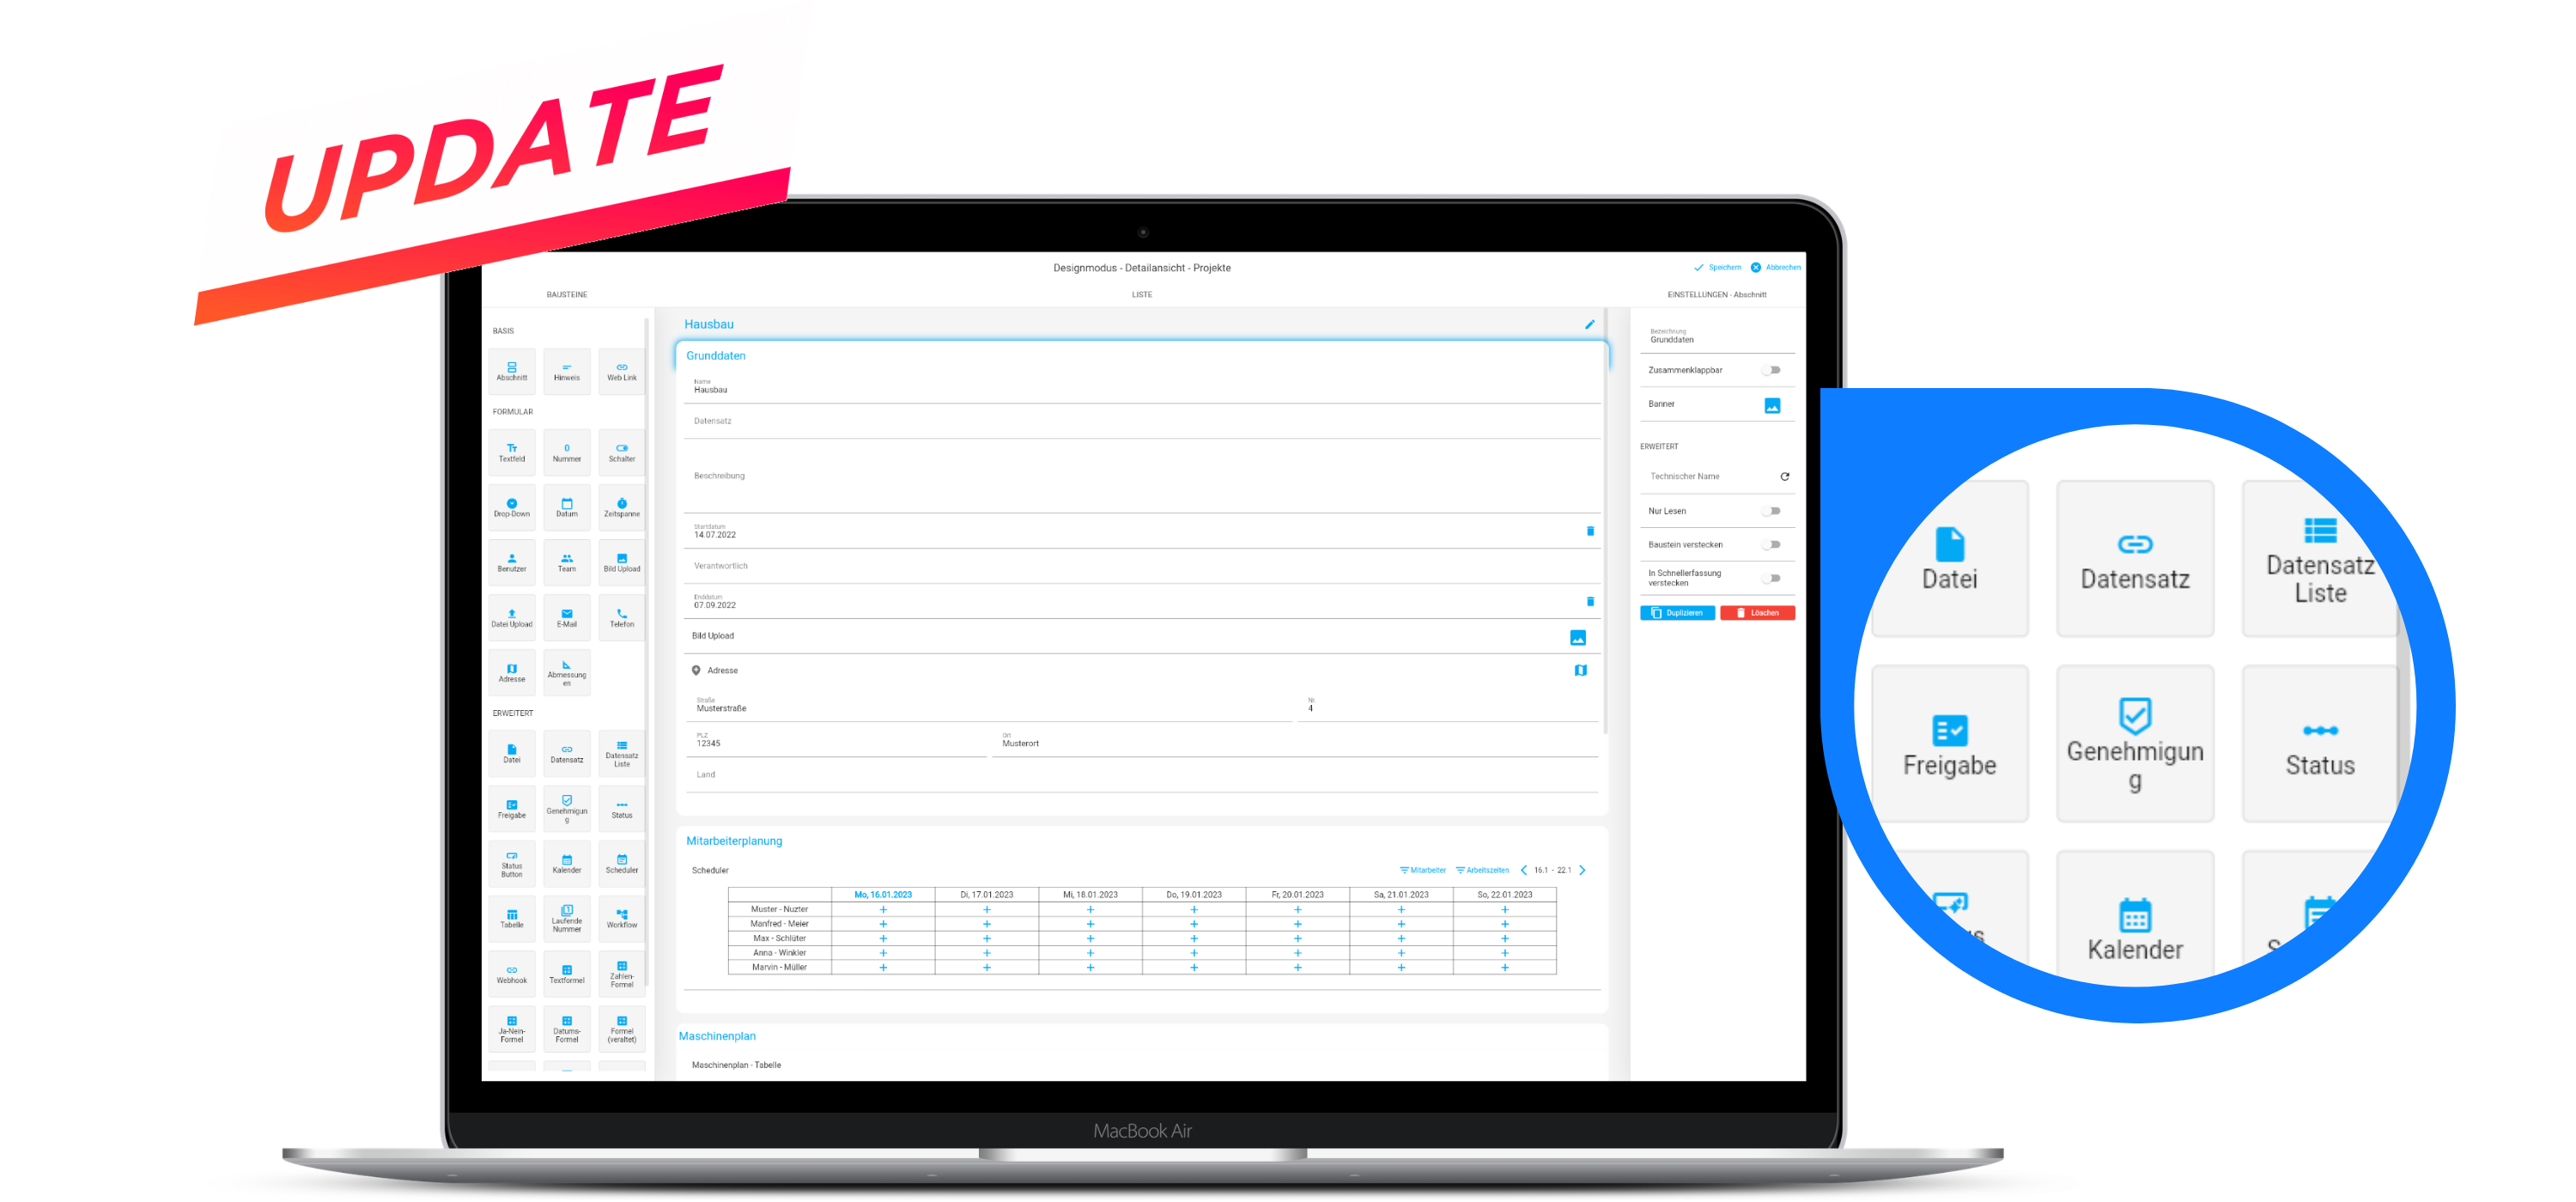 UPDATE
Designmodus - Detailansicht - Projekte
Speichern
Abbrechen
BAUSTEINE
LISTE
EINSTELLUNGEN - Abschnitt
BASIS
Abschnitt
Hinweis
Web Link
FORMULAR
Textfeld
Nummer
Schalter
Drop-Down
Datum
Zeitspanne
Benutzer
Team
Bild Upload
Datei Upload
E-Mail
Telefon
Adresse
Abmessung
en
ERWEITERT
Datei
Datensatz
Datensatz
Liste
Freigabe
Genehmigun
g
Status
Status
Button
Kalender
Scheduler
Tabelle
Laufende
Nummer
Workflow
Webhook
Textformel
Zahlen-
Formel
Ja-Nein-
Formel
Datums-
Formel
Formel
(veraltet)
Hausbau
Grunddaten
Name
Hausbau
Datensatz
Beschreibung
Startdatum
14.07.2022
Verantwortlich
Enddatum
07.09.2022
Bild Upload
Adresse
Straße
Musterstraße
Nr.
4
PLZ
12345
Ort
Musterort
Land
Mitarbeiterplanung
Scheduler
Mitarbeiter
Arbeitszeiten
16.1 - 22.1
Mo, 16.01.2023 Di, 17.01.2023 Mi, 18.01.2023 Do, 19.01.2023 Fr, 20.01.2023 Sa, 21.01.2023 So, 22.01.2023
Muster - Nuzter + + + + + + +
Manfred - Meier + + + + + + +
Max - Schlüter + + + + + + +
Anna - Winkler + + + + + + +
Marvin - Müller + + + + + + +
Maschinenplan
Maschinenplan - Tabelle
Bezeichnung
Grunddaten
Zusammenklappbar
Banner
ERWEITERT
Technischer Name
Nur Lesen
Baustein verstecken
In Schnellerfassung
verstecken
Duplizieren
Löschen
Datei
Datensatz
Datensatz
Liste
Freigabe
Genehmigun
g
Status
Kalender
MacBook Air